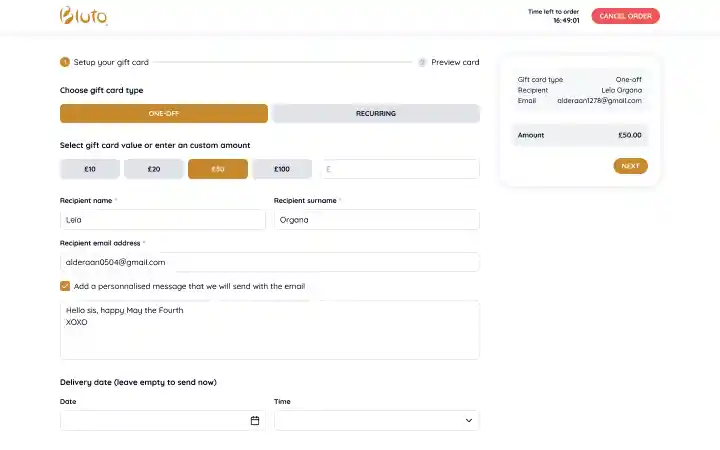 Pluto
Time left to order
16:49:01
CANCEL ORDER
1 Setup your gift card
2 Preview card
Choose gift card type
ONE-OFF
RECURRING
Select gift card value or enter an custom amount
£10
£20
£50
£100
£
Recipient name *
Recipient surname *
Leia
Organa
Recipient email address *
alderaan0504@gmail.com
Add a personnalised message that we will send with the email
Hello sis, happy May the Fourth
XOXO
Delivery date (leave empty to send now)
Date
Time
Gift card type One-off
Recipient Leia Organa
Email alderaan1278@gmail.com
Amount £50.00
NEXT